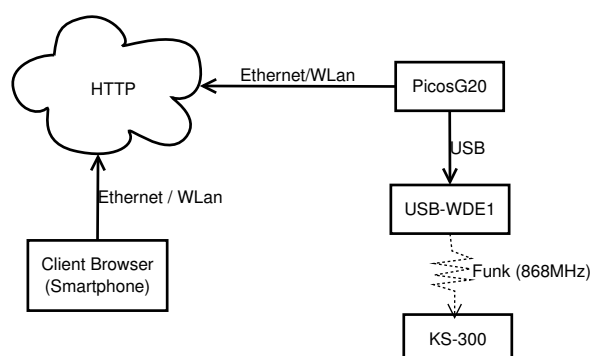 HTTP
Ethernet/WLan
PicosG20
USB
Ethernet / WLan
USB-WDE1
Client Browser
(Smartphone)
Funk (868MHz)
KS-300